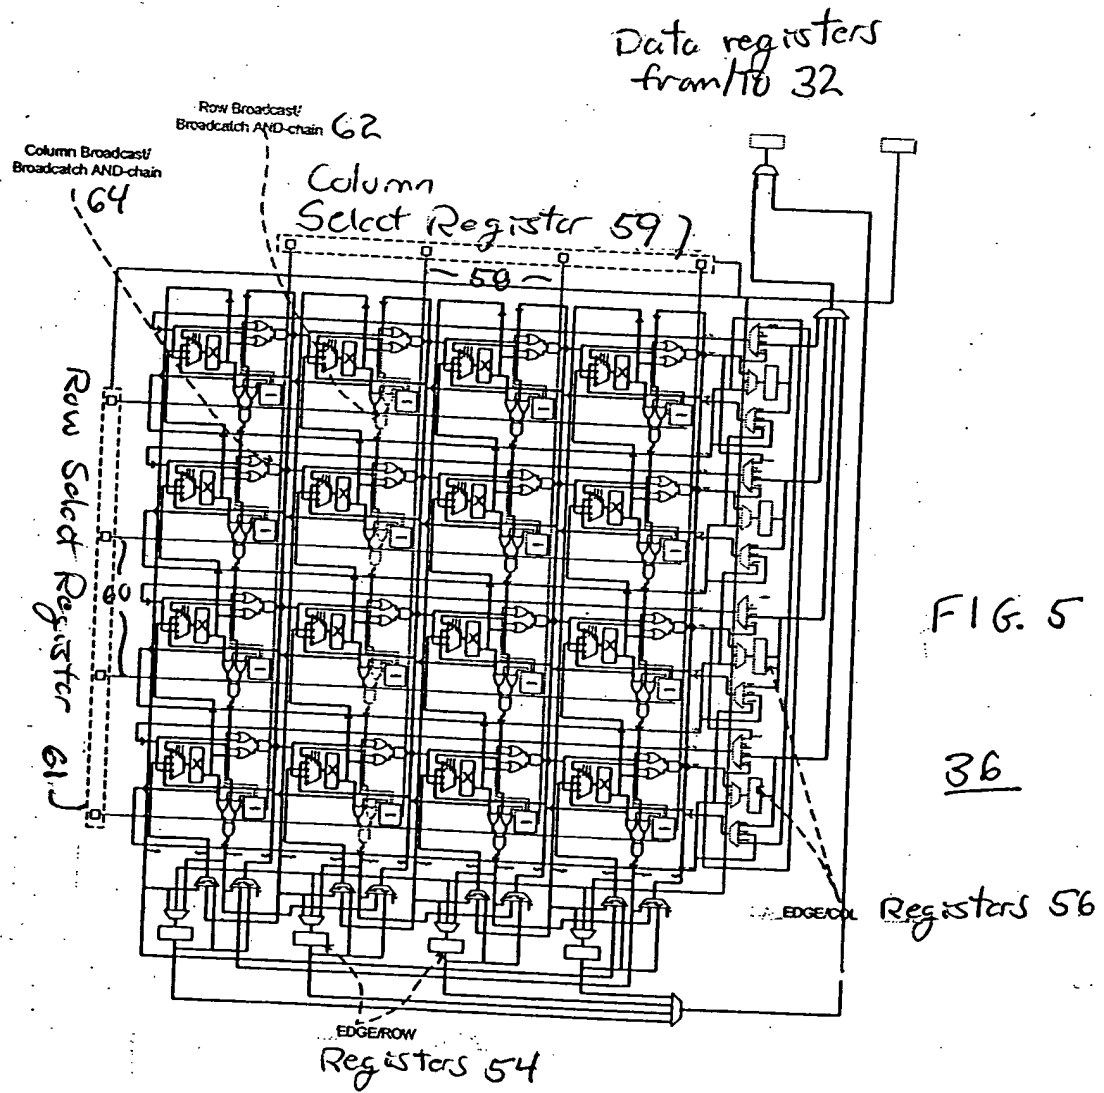 Data registers
from/to 32
Row Broadcast/
Broadcatch AND-chain 62
Column Broadcast/
Broadcatch AND-chain
64
Column
Select Register 59
58
Row Select Register 61
60
FIG. 5
36
EDGE/COL Registers 56
EDGE/ROW
Registers 54